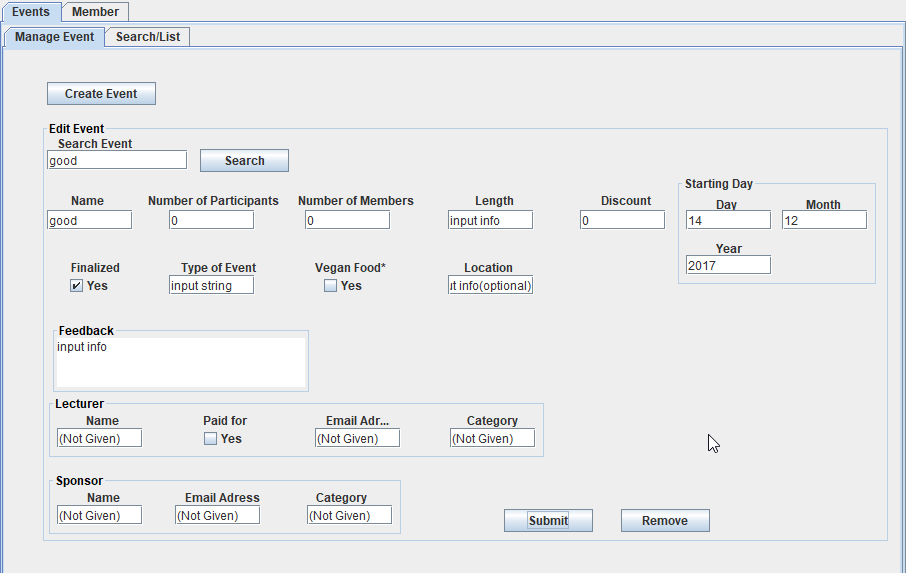 Events Member
Manage Event Search/List
Create Event
Edit Event
Search Event
good Search
Starting Day
Name Number of Participants Number of Members Length Discount Day Month
good 0 0 input info 0 14 12
Year
2017
Finalized Type of Event Vegan Food* Location
Yes input string Yes info(optional)
Feedback
input info
Lecturer
Name Paid for Email Adr... Category
(Not Given) Yes (Not Given) (Not Given)
Sponsor
Name Email Adress Category
(Not Given) (Not Given) (Not Given)
Submit Remove